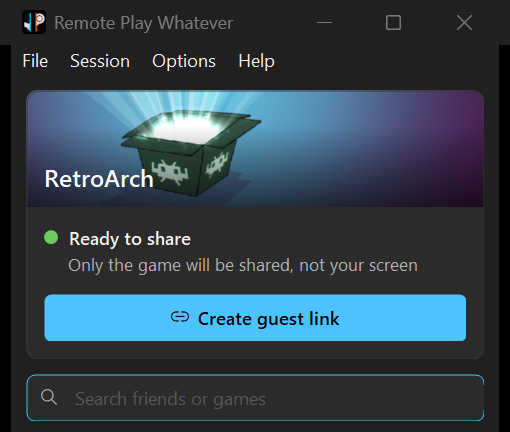 Remote Play Whatever
File Session Options Help
RetroArch
Ready to share
Only the game will be shared, not your screen
Create guest link
Search friends or games